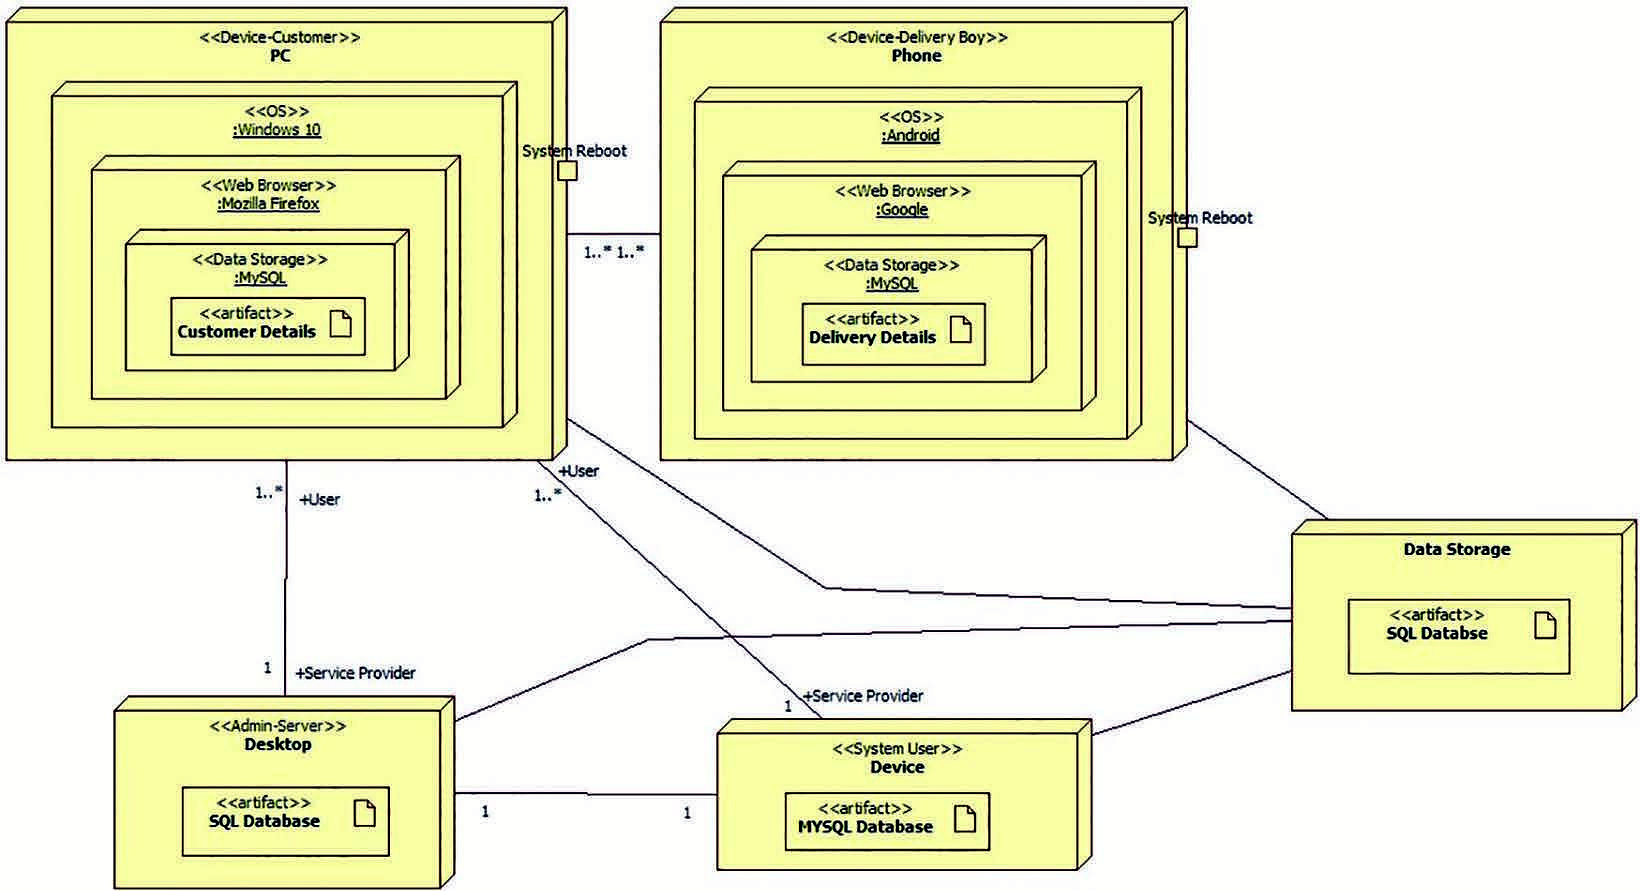 <<Device-Customer>>
PC
<<OS>>
:Windows 10
<<Web Browser>>
:Mozilla Firefox
<<Data Storage>>
:MySQL
<<artifact>>
Customer Details
System Reboot
1..* 1..*
<<Device-Delivery Boy>>
Phone
<<OS>>
:Android
<<Web Browser>>
:Google
<<Data Storage>>
:MySQL
<<artifact>>
Delivery Details
System Reboot
1..*
+User
+User
1..*
1
+Service Provider
+Service Provider
1
Data Storage
<<artifact>>
SQL Databse
<<Admin-Server>>
Desktop
<<artifact>>
SQL Database
1
1
<<System User>>
Device
<<artifact>>
MYSQL Database